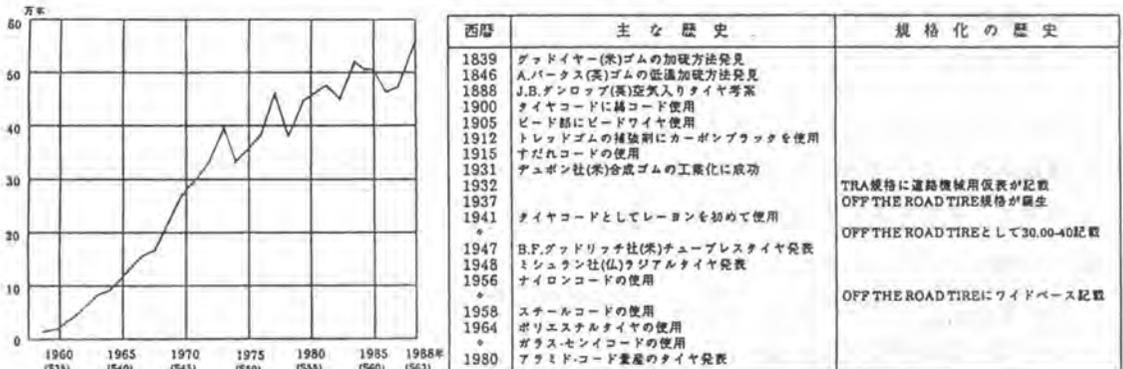 万本
60
50
40
30
20
10
0
1960 1965 1970 1975 1980 1985 1988年
(S40) (S45) (S60) (S63)
西暦 主な歴史 規格化の歴史
1839 グッドイヤー(米)ゴムの加硫方法発見
1846 A.パークス(英)ゴムの低温加硫方法発見
1888 J.B.ダンロップ(英)空気入りタイヤ考案
1900 タイヤコードに綿コード使用
1905 ビード部にビードワイヤ使用
1912 トレッドゴムの補強剤にカーボンブラックを使用
1915 すだれコードの使用
1931 デュポン社(米)合成ゴムの工業化に成功
1932 TRA規格に道路機械用仮表が記載
1937 OFF THE ROAD TIRE規格が誕生
1941 タイヤコードとしてレーヨンを初めて使用
〃 OFF THE ROAD TIREとして30.00-40記載
1947 B.F.グッドリッチ社(米)チューブレスタイヤ発表
1948 ミシュラン社(仏)ラジアルタイヤ発表
1956 ナイロンコードの使用
〃 OFF THE ROAD TIREにワイドベース記載
1958 スチールコードの使用
1964 ポリエステルタイヤの使用
〃 ガラス・センイコードの使用
1980 アラミド・コード量産のタイヤ発表